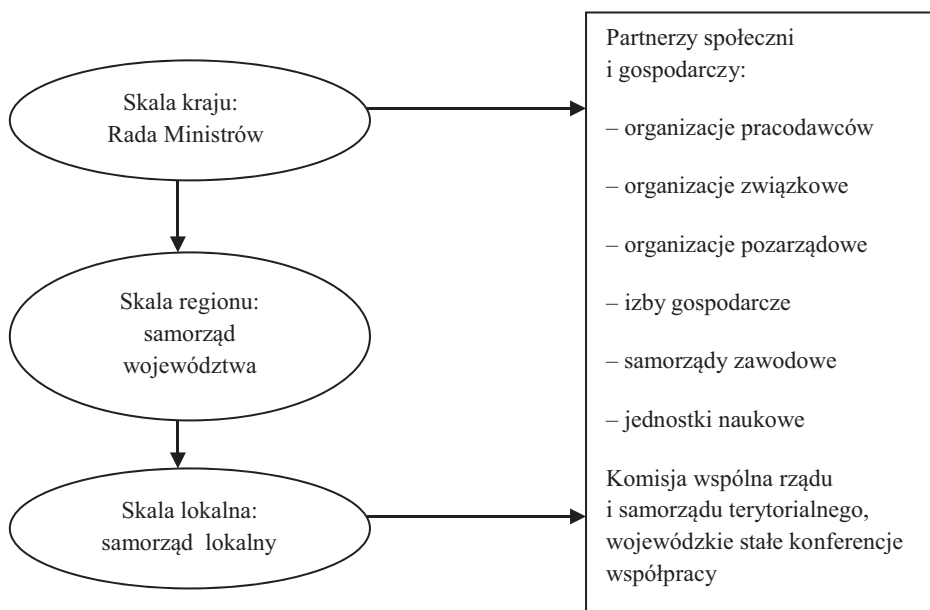 Skala kraju:
Rada Ministrów
Skala regionu:
samorząd
województwa
Skala lokalna:
samorząd lokalny
Partnerzy społeczni
i gospodarczy:
– organizacje pracodawców
– organizacje związkowe
– organizacje pozarządowe
– izby gospodarcze
– samorządy zawodowe
– jednostki naukowe
Komisja wspólna rządu
i samorządu terytorialnego,
wojewódzkie stałe konferencje
współpracy